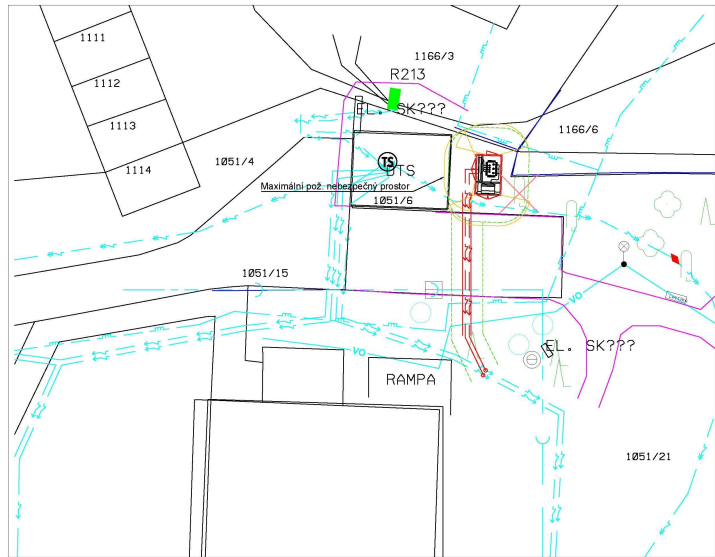 1111
1166/3
R213
1112
EL. SK???
1113
1166/6
1051/4
1114
TS
DTS
Maximální pož. nebezpečný prostor
1051/6
1051/15
VO
VO
EL. SK???
RAMPA
1051/21